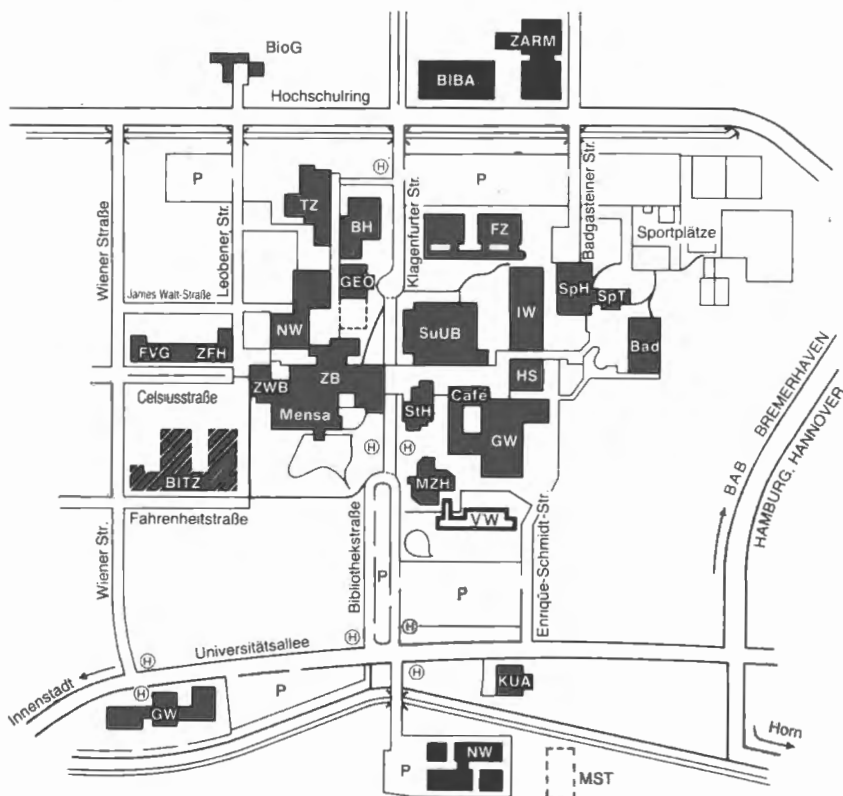 BioG
ZARM
BIBA
Hochschulring
P
H
P
Wiener Straße
Leobener Str.
TZ
BH
Klagenfurter Str.
FZ
Badgasteiner Str.
Sportplätze
GEO
James Watt-Straße
NW
SuUB
IW
SpH
SpT
Bad
FVG ZFH
ZWB
ZB
HS
Celsiusstraße
Mensa
StH
Café
GW
H
H
BITZ
MZH
VW
Fahrenheitstraße
Wiener Str.
Bibliothekstraße
P
P
Enriqüe-Schmidt-Str.
BAB BREMERHAVEN
HAMBURG, HANNOVER
H
H
Universitätsallee
H
H
Innenstadt
H
P
KUA
GW
Horn
P
NW
MST